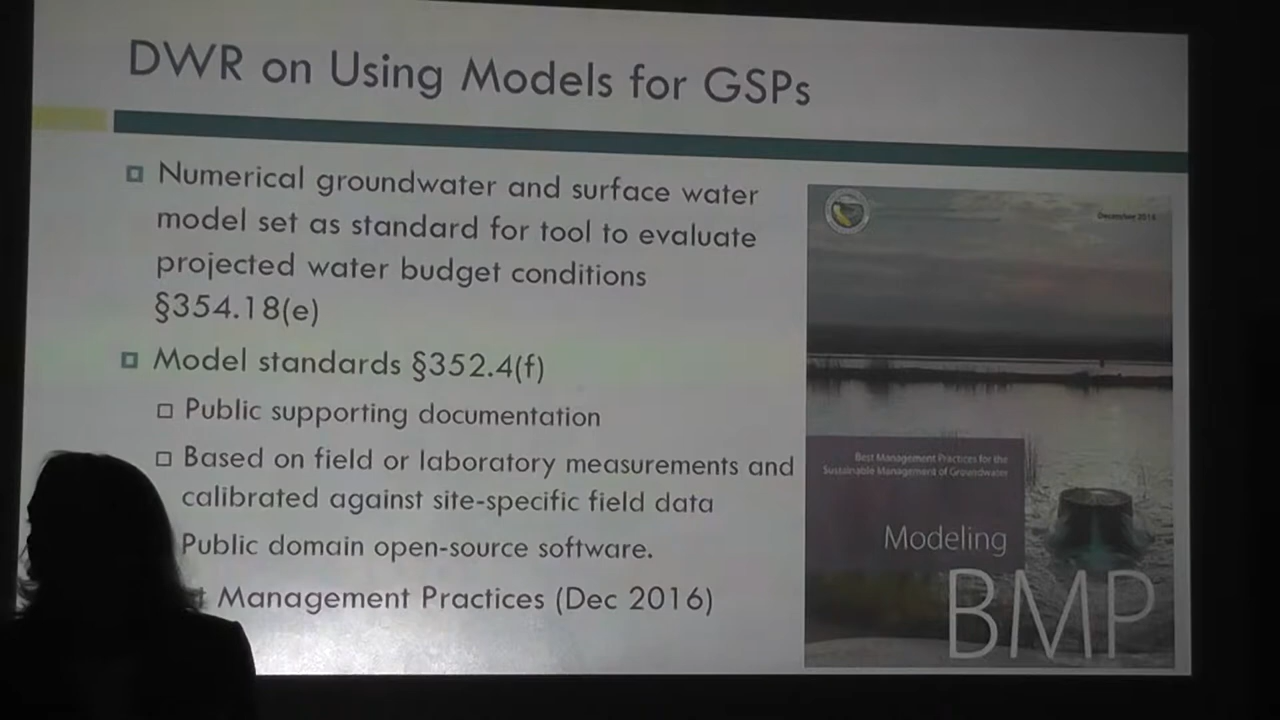 DWR on Using Models for GSPs
Numerical groundwater and surface water
model set as standard for tool to evaluate
projected water budget conditions
§354.18(e)
Model standards §352.4(f)
Public supporting documentation
Based on field or laboratory measurements and
calibrated against site-specific field data
Public domain open-source software.
Management Practices (Dec 2016)
December 2016
Best Management Practices for the
Sustainable Management of Groundwater
Modeling
BMP